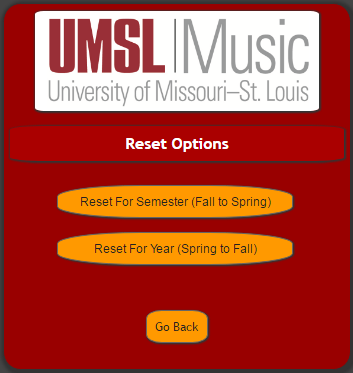 UMSL | Music
University of Missouri–St. Louis
Reset Options
Reset For Semester (Fall to Spring)
Reset For Year (Spring to Fall)
Go Back